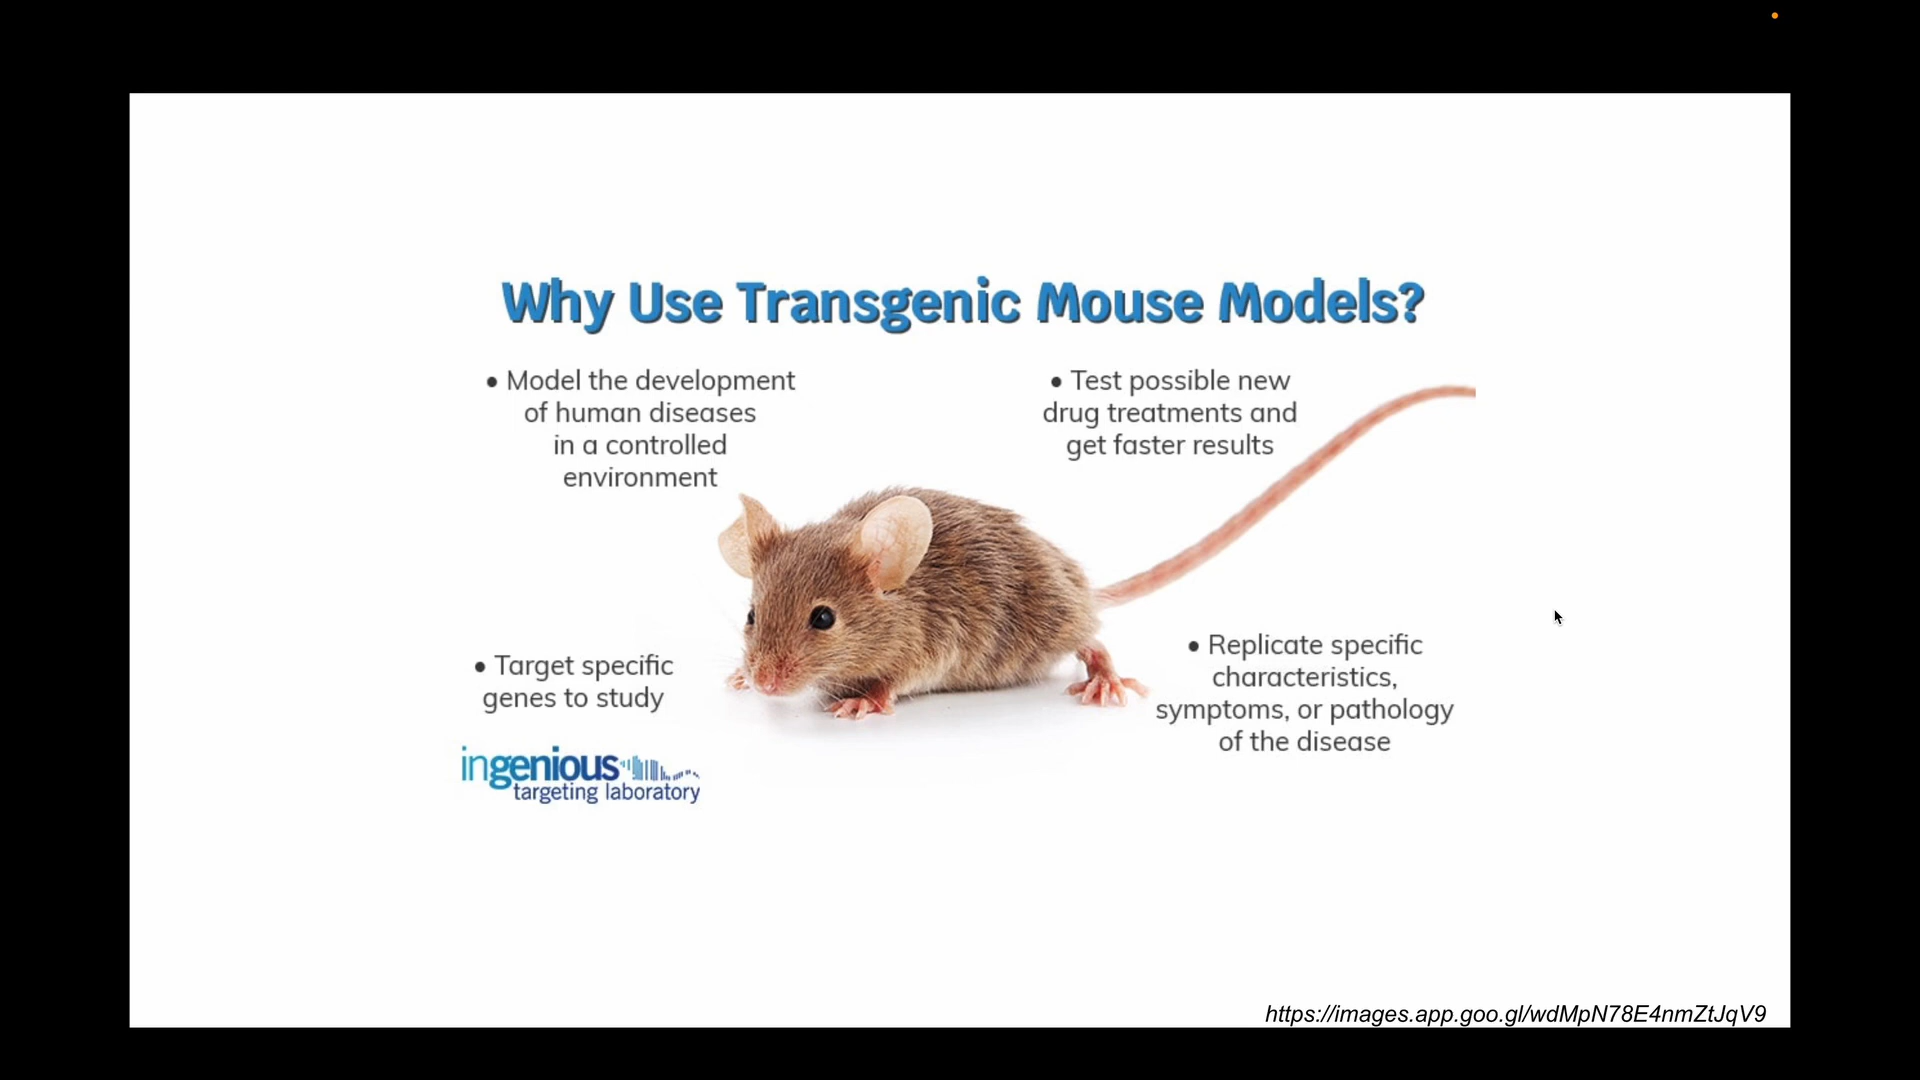 Why Use Transgenic Mouse Models?
• Model the development
of human diseases
in a controlled
environment
• Test possible new
drug treatments and
get faster results
• Target specific
genes to study
• Replicate specific
characteristics,
symptoms, or pathology
of the disease
ingenious
targeting laboratory
https://images.app.goo.gl/wdMpN78E4nmZtJqV9